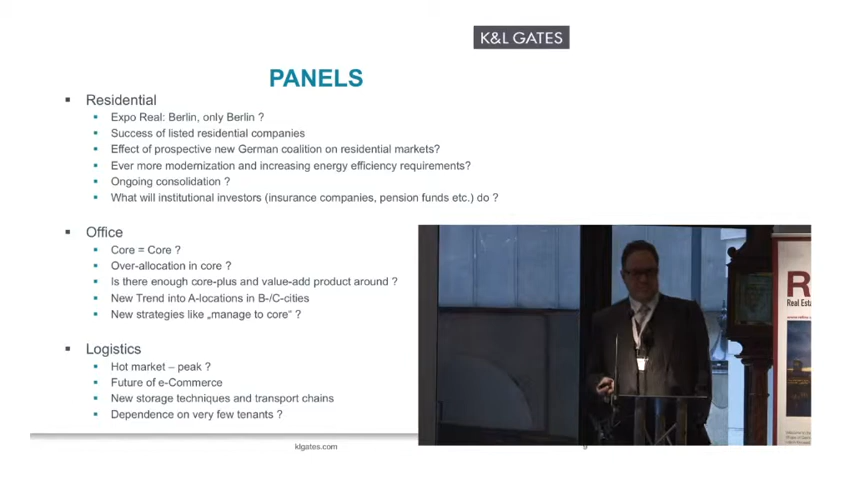 K&L GATES
PANELS
Residential
Expo Real: Berlin, only Berlin ?
Success of listed residential companies
Effect of prospective new German coalition on residential markets?
Ever more modernization and increasing energy efficiency requirements?
Ongoing consolidation ?
What will institutional investors (insurance companies, pension funds etc.) do ?
Office
Core = Core ?
Over-allocation in core ?
Is there enough core-plus and value-add product around ?
New Trend into A-locations in B-/C-cities
New strategies like „manage to core“ ?
Logistics
Hot market – peak ?
Future of e-Commerce
New storage techniques and transport chains
Dependence on very few tenants ?
R
Real Esta
klgates.com